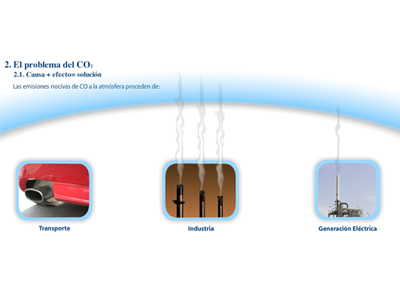 2. El problema del CO₂
2.1. Causa + efecto= solución
Las emisiones nocivas de CO a la atmósfera proceden de:
Transporte
Industria
Generación Eléctrica